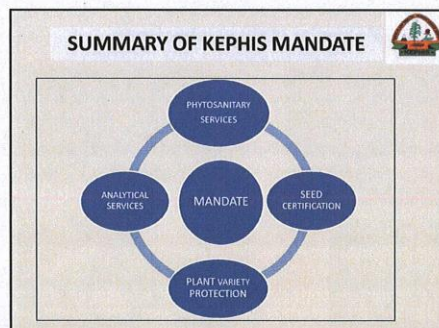 SUMMARY OF KEPHIS MANDATE
PHYTOSANITARY
SERVICES
ANALYTICAL
SERVICES
MANDATE
SEED
CERTIFICATION
PLANT VARIETY
PROTECTION